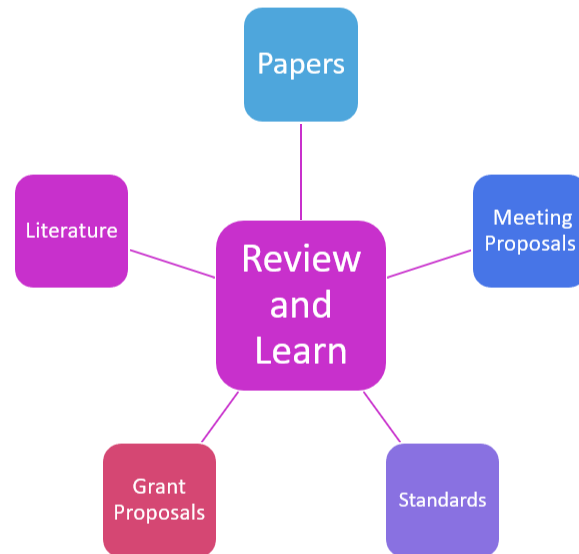 Papers
Literature
Meeting
Proposals
Review
and
Learn
Grant
Proposals
Standards